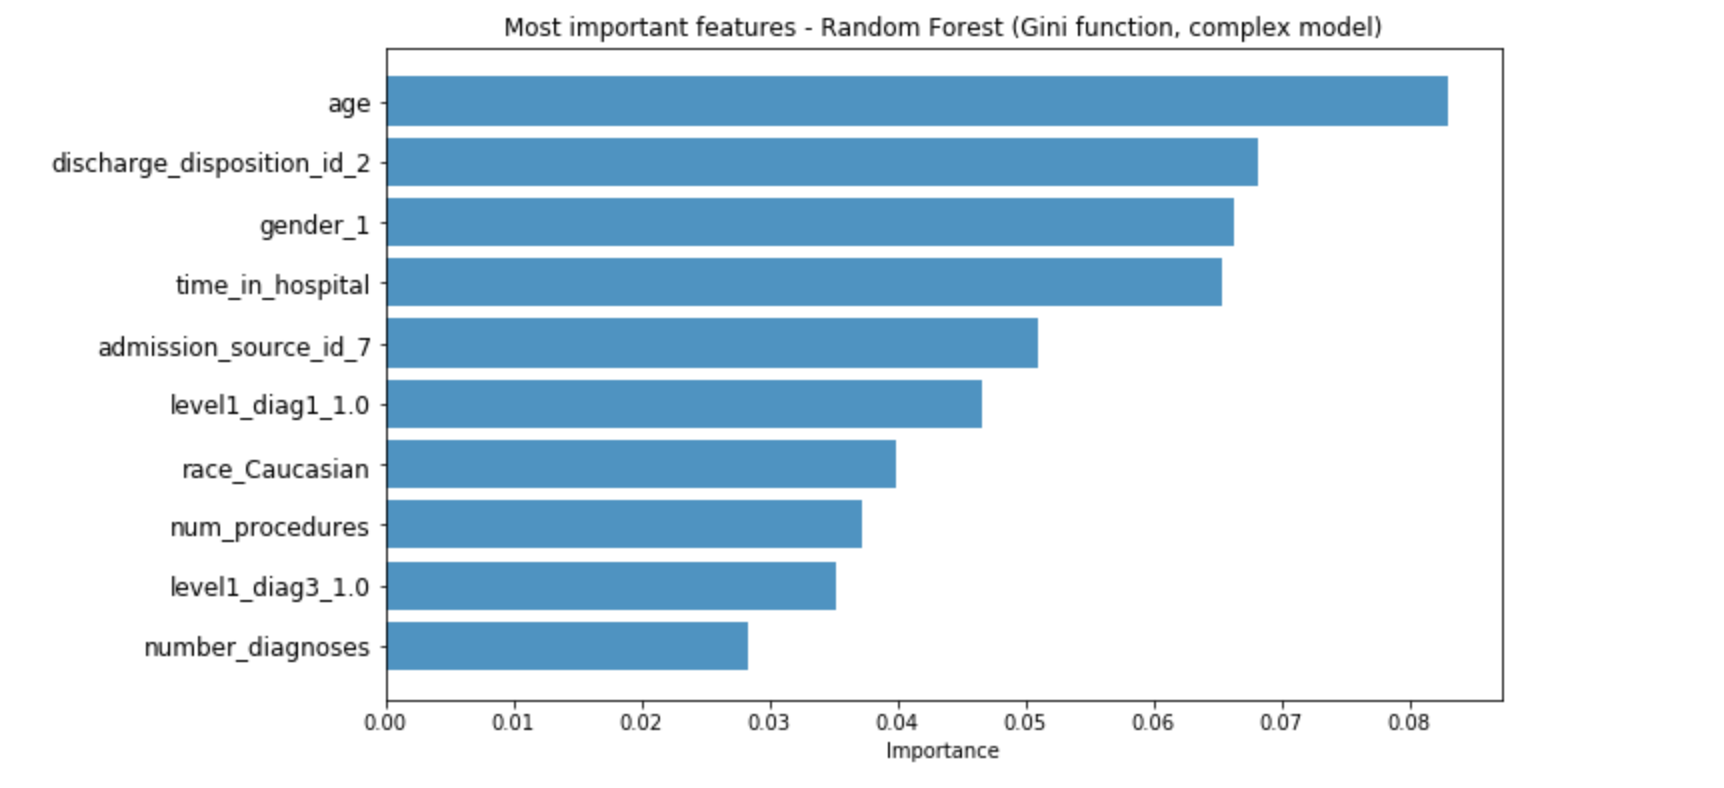 Most important features - Random Forest (Gini function, complex model)
age
discharge_disposition_id_2
gender_1
time_in_hospital
admission_source_id_7
level1_diag1_1.0
race_Caucasian
num_procedures
level1_diag3_1.0
number_diagnoses
0.00 0.01 0.02 0.03 0.04 0.05 0.06 0.07 0.08
Importance